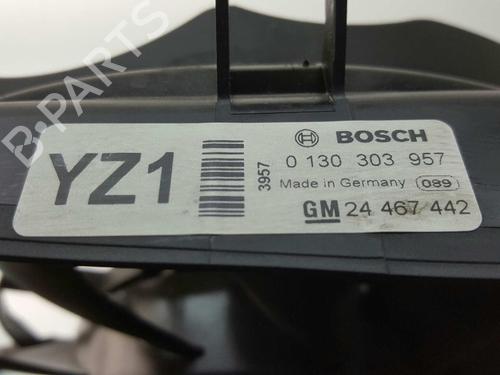 B-PARTS
YZ1
3957
BOSCH
0 130 303 957
Made in Germany 089
GM 24 467 442